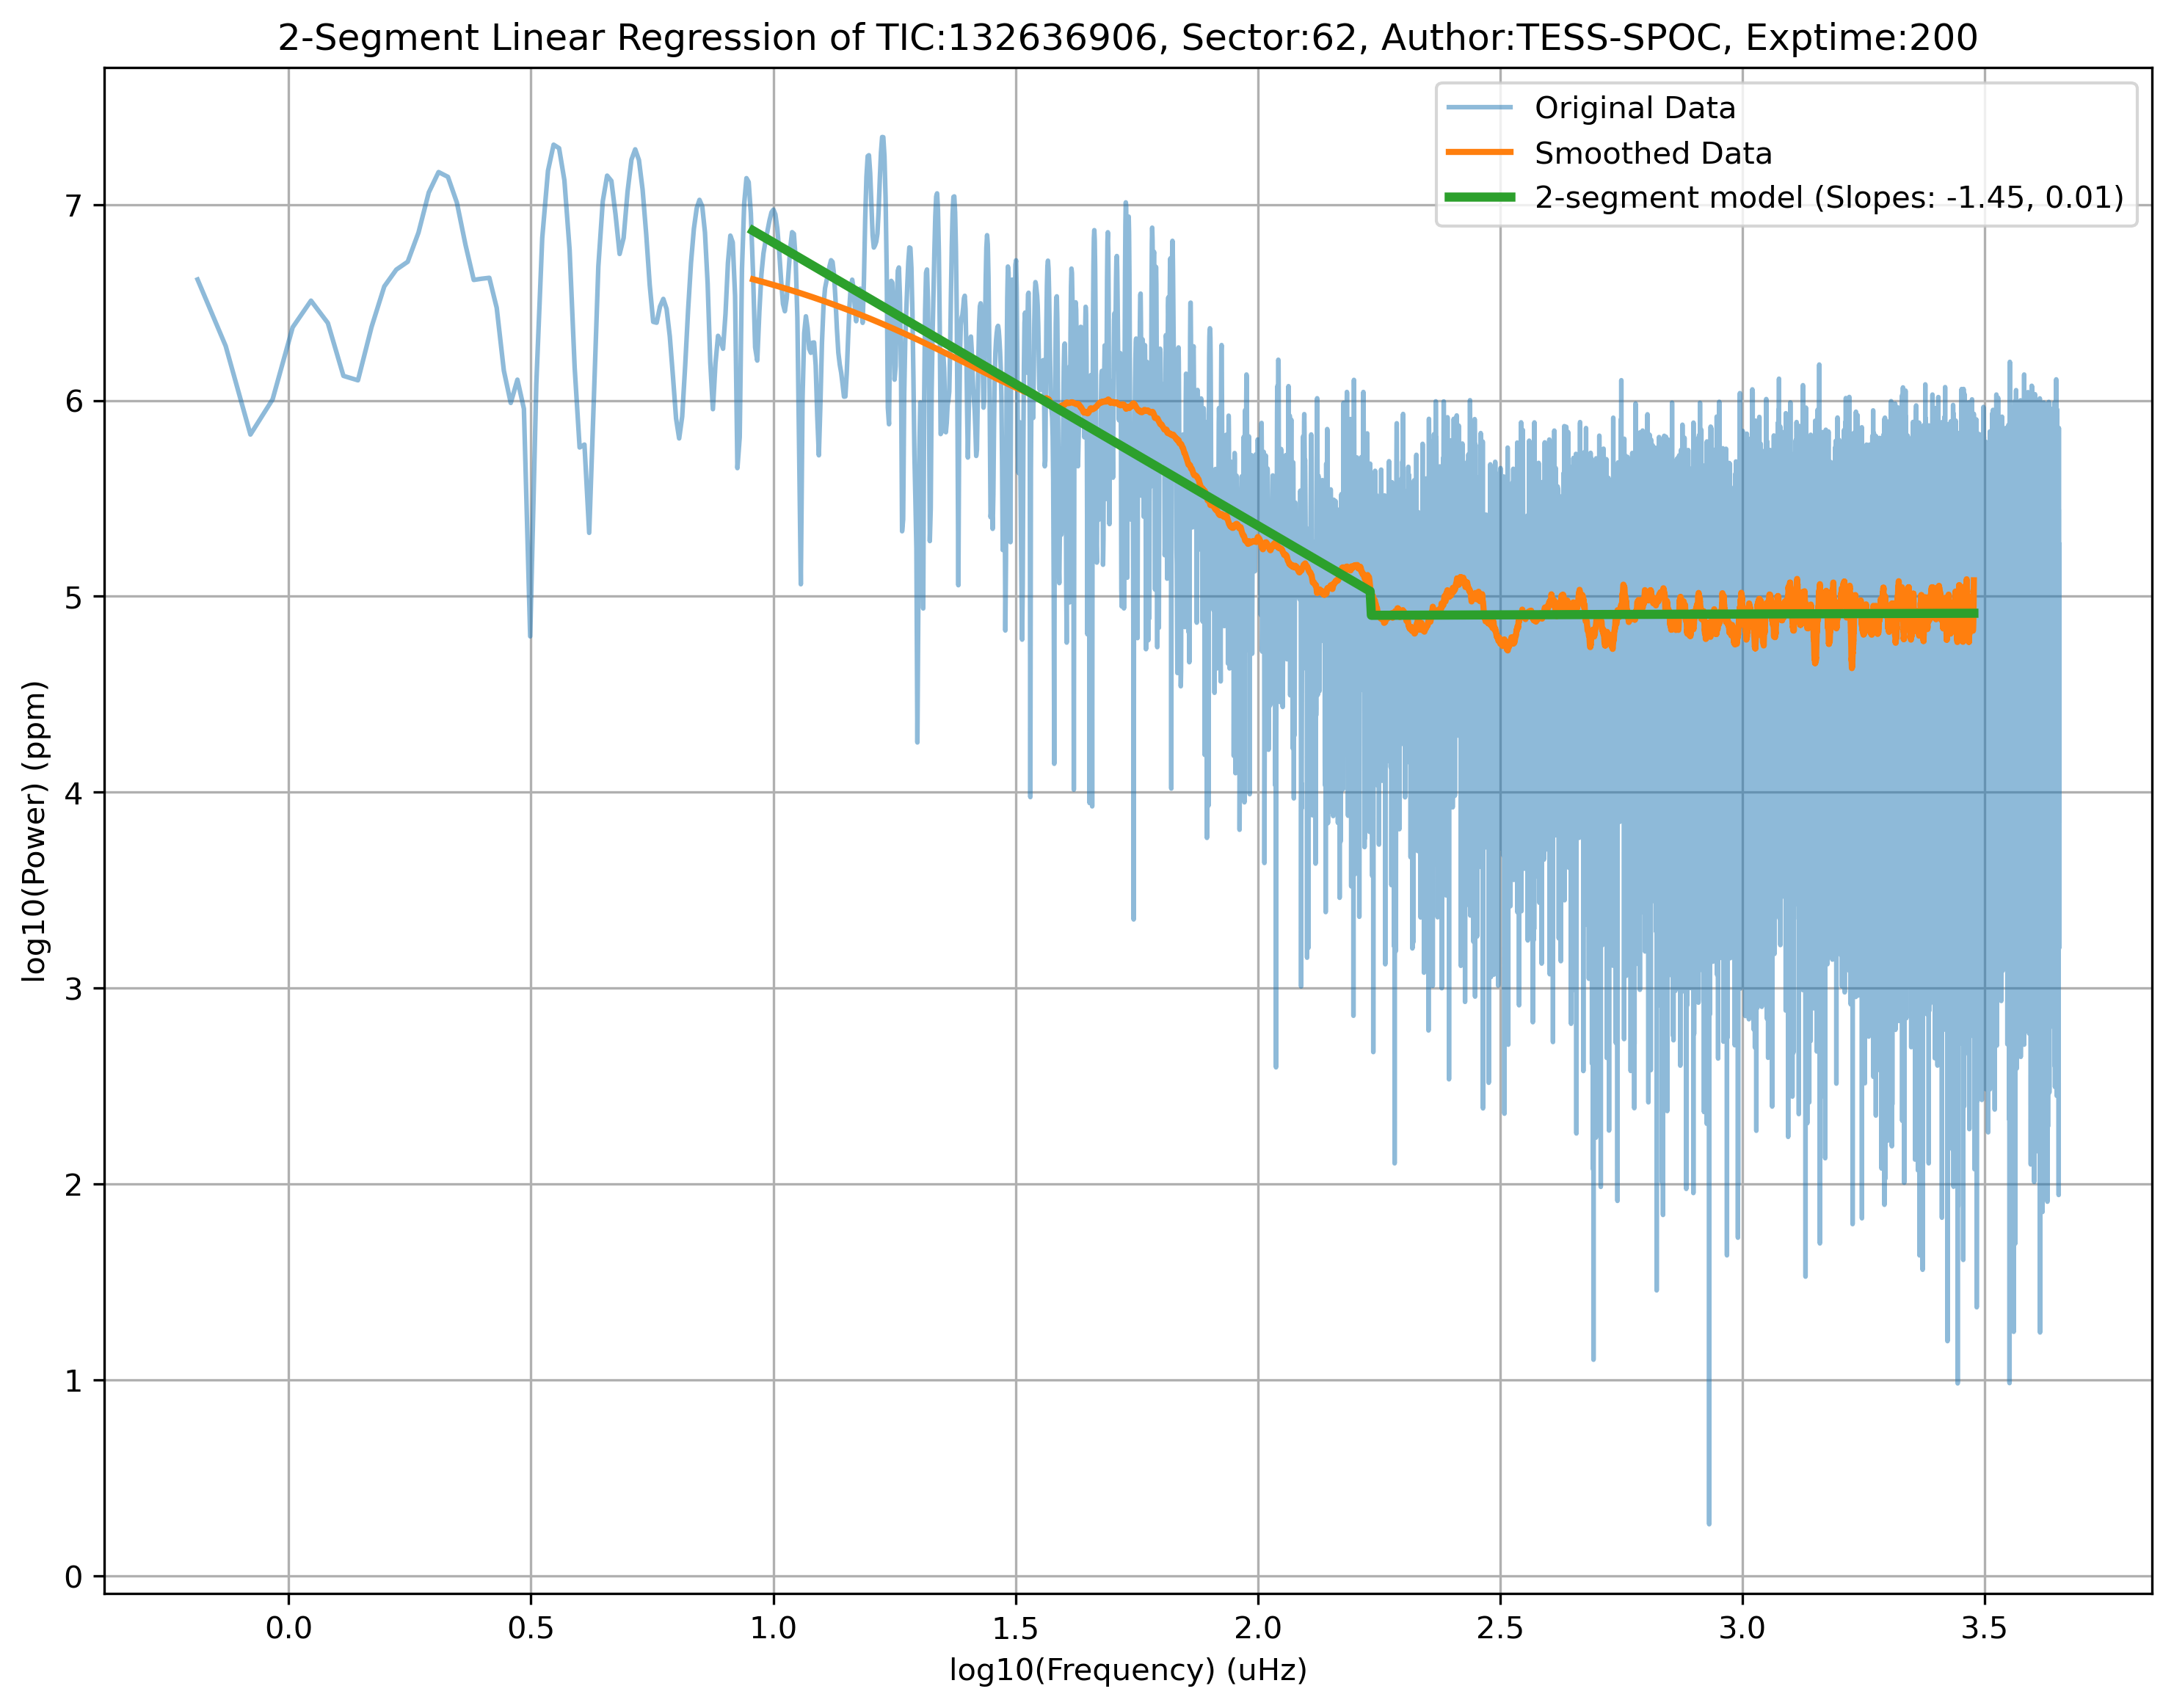 2-Segment Linear Regression of TIC:132636906, Sector:62, Author:TESS-SPOC, Exptime:200
Original Data
Smoothed Data
2-segment model (Slopes: -1.45, 0.01)
log10(Power) (ppm)
7
6
5
4
3
2
1
0
0.0 0.5 1.0 1.5 2.0 2.5 3.0 3.5
log10(Frequency) (uHz)